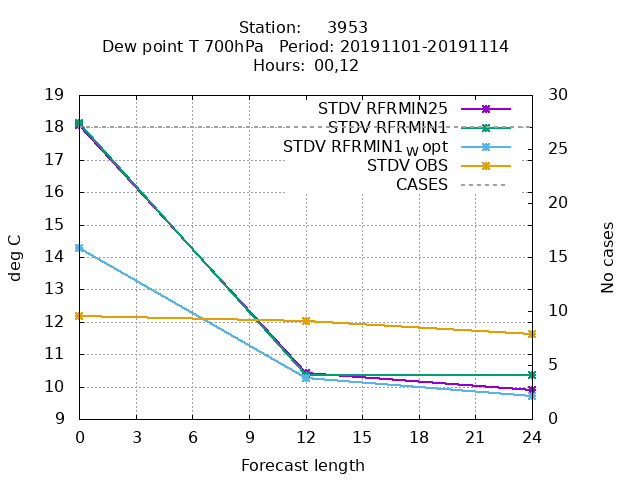 Station: 3953
Dew point T 700hPa Period: 20191101-20191114
Hours: 00,12
19
18
17
16
15
14
13
12
11
10
9
deg C
30
25
20
15
10
5
0
No cases
STDV RFRMIN25
STDV RFRMIN1
STDV RFRMIN1W opt
STDV OBS
CASES
0 3 6 9 12 15 18 21 24
Forecast length